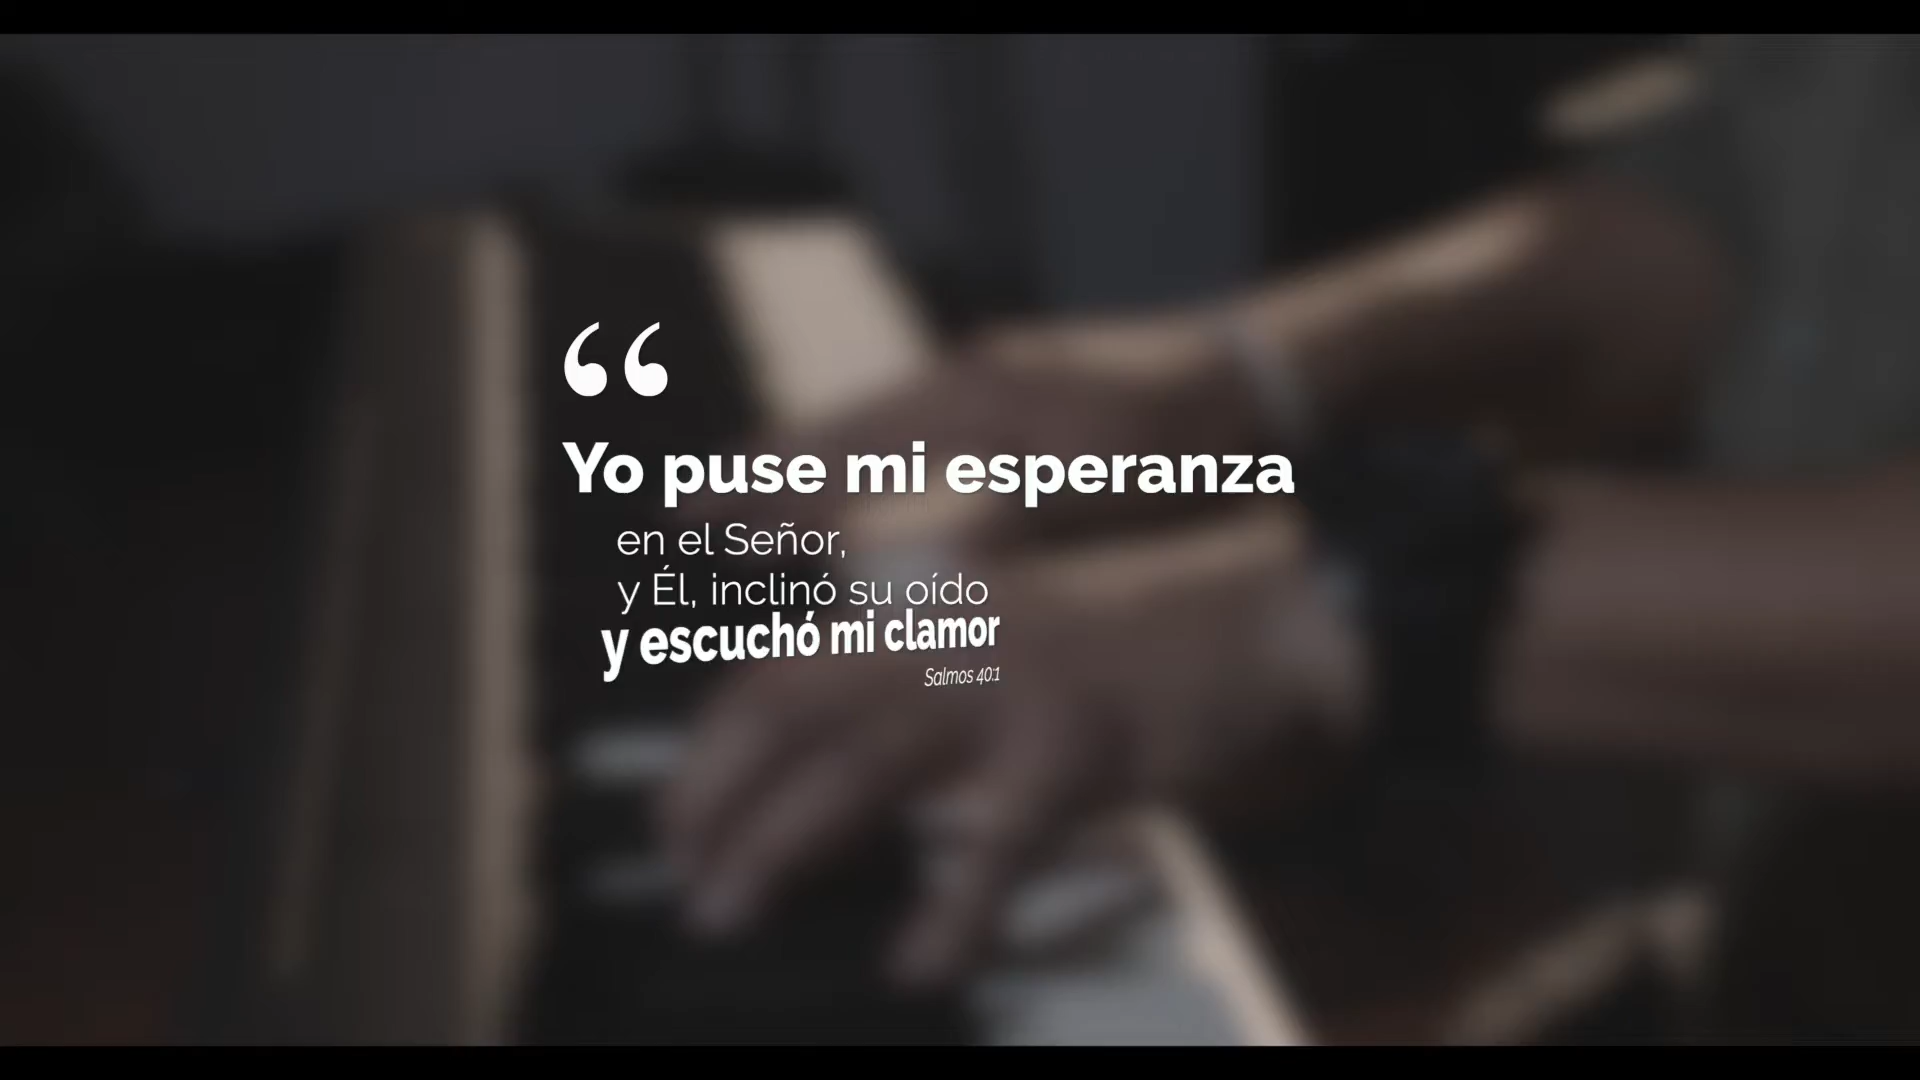 “
Yo puse mi esperanza
en el Señor,
y Él, inclinó su oído
y escuchó mi clamor
Salmos 40:1